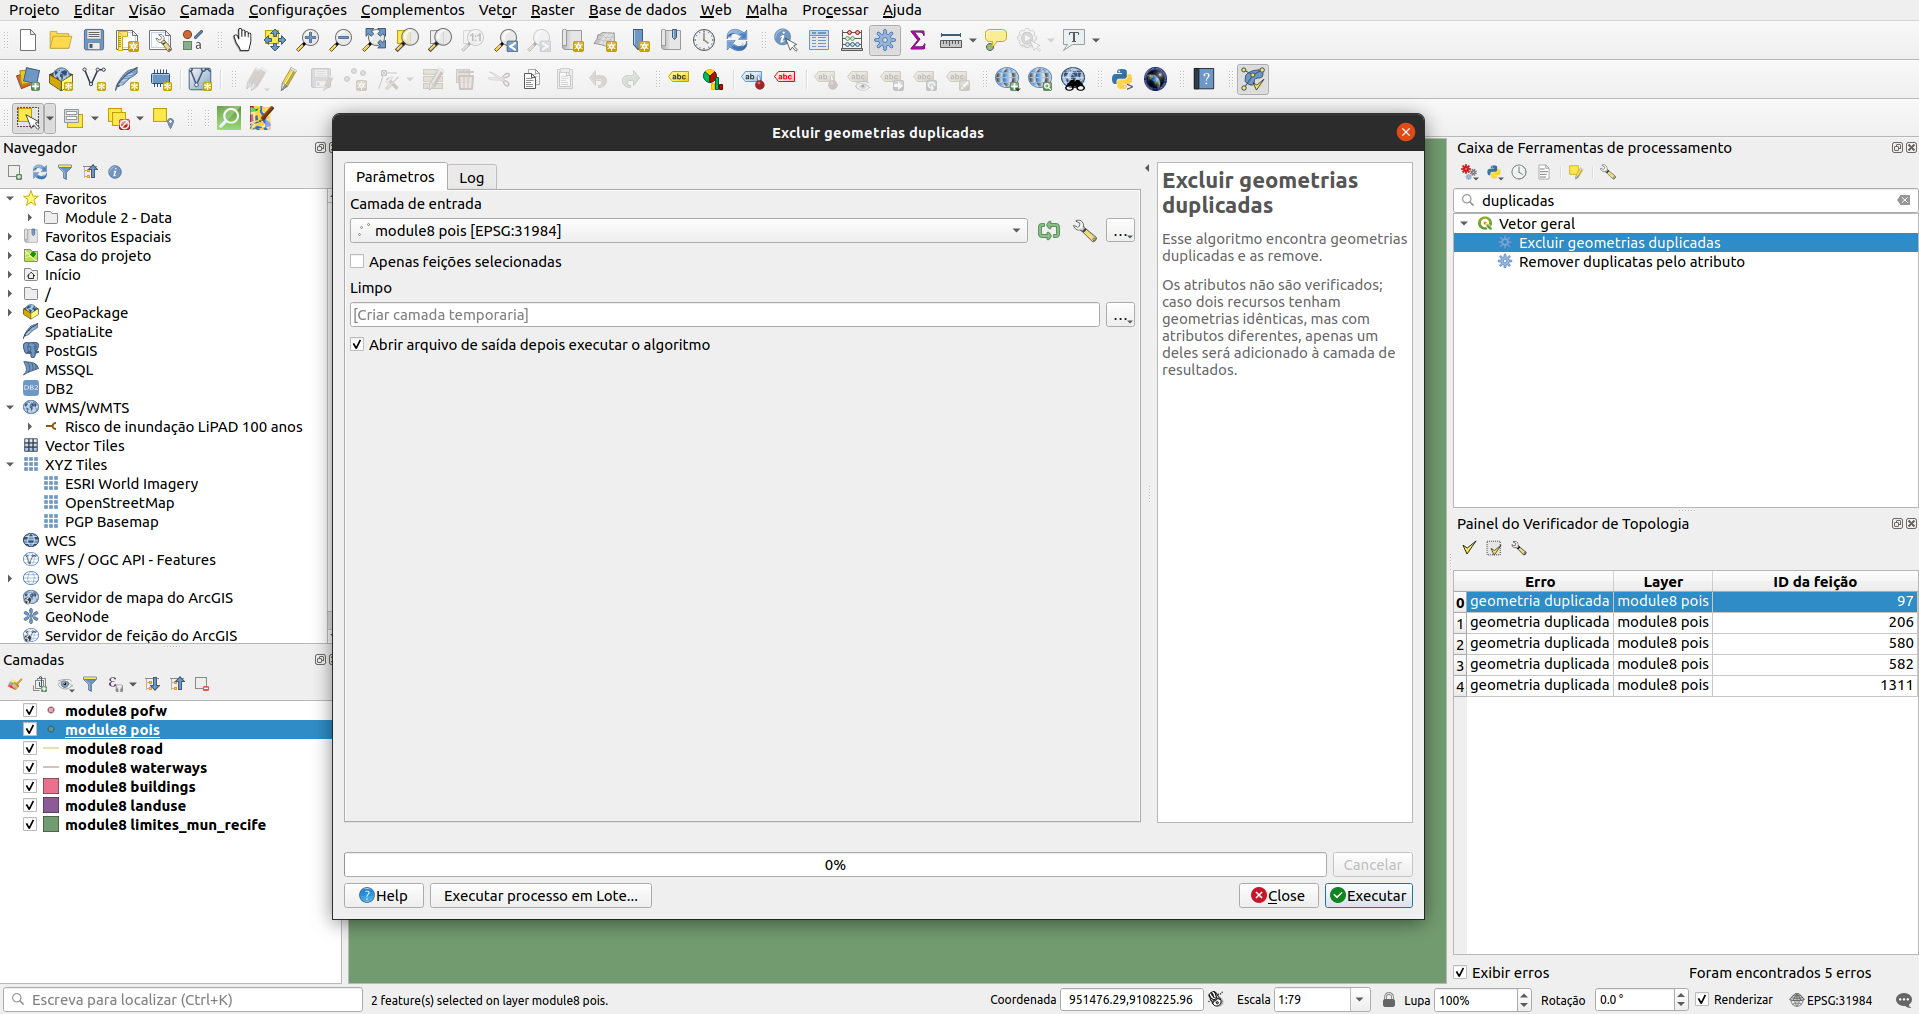 Projeto Editar Visão Camada Configurações Complementos Vetor Raster Base de dados Web Malha Processar Ajuda
Navegador
Favoritos
Module 2 - Data
Favoritos Espaciais
Casa do projeto
Início
/
GeoPackage
SpatiaLite
PostGIS
MSSQL
DB2
WMS/WMTS
Risco de inundação LiPAD 100 anos
Vector Tiles
XYZ Tiles
ESRI World Imagery
OpenStreetMap
PGP Basemap
WCS
WFS / OGC API - Features
OWS
Servidor de mapa do ArcGIS
GeoNode
Servidor de feição do ArcGIS
Camadas
module8 pofw
module8 pois
module8 road
module8 waterways
module8 buildings
module8 landuse
module8 limites_mun_recife
Excluir geometrias duplicadas
Parâmetros Log
Camada de entrada
module8 pois [EPSG:31984]
...
Apenas feições selecionadas
Limpo
[Criar camada temporaria]
...
Abrir arquivo de saída depois executar o algoritmo
Excluir geometrias
duplicadas
Esse algoritmo encontra geometrias
duplicadas e as remove.
Os atributos não são verificados;
caso dois recursos tenham
geometrias idênticas, mas com
atributos diferentes, apenas um
deles será adicionado à camada de
resultados.
0%
Cancelar
Help
Executar processo em Lote...
Close
Executar
Caixa de Ferramentas de processamento
duplicadas
Vetor geral
Excluir geometrias duplicadas
Remover duplicatas pelo atributo
Painel do Verificador de Topologia
Erro Layer ID da feição
0 geometria duplicada module8 pois 97
1 geometria duplicada module8 pois 206
2 geometria duplicada module8 pois 580
3 geometria duplicada module8 pois 582
4 geometria duplicada module8 pois 1311
Exibir erros Foram encontrados 5 erros
Escreva para localizar (Ctrl+K) 2 feature(s) selected on layer module8 pois. Coordenada 951476.29,9108225.96 Escala 1:79 Lupa 100% Rotação 0.0 ° Renderizar EPSG:31984